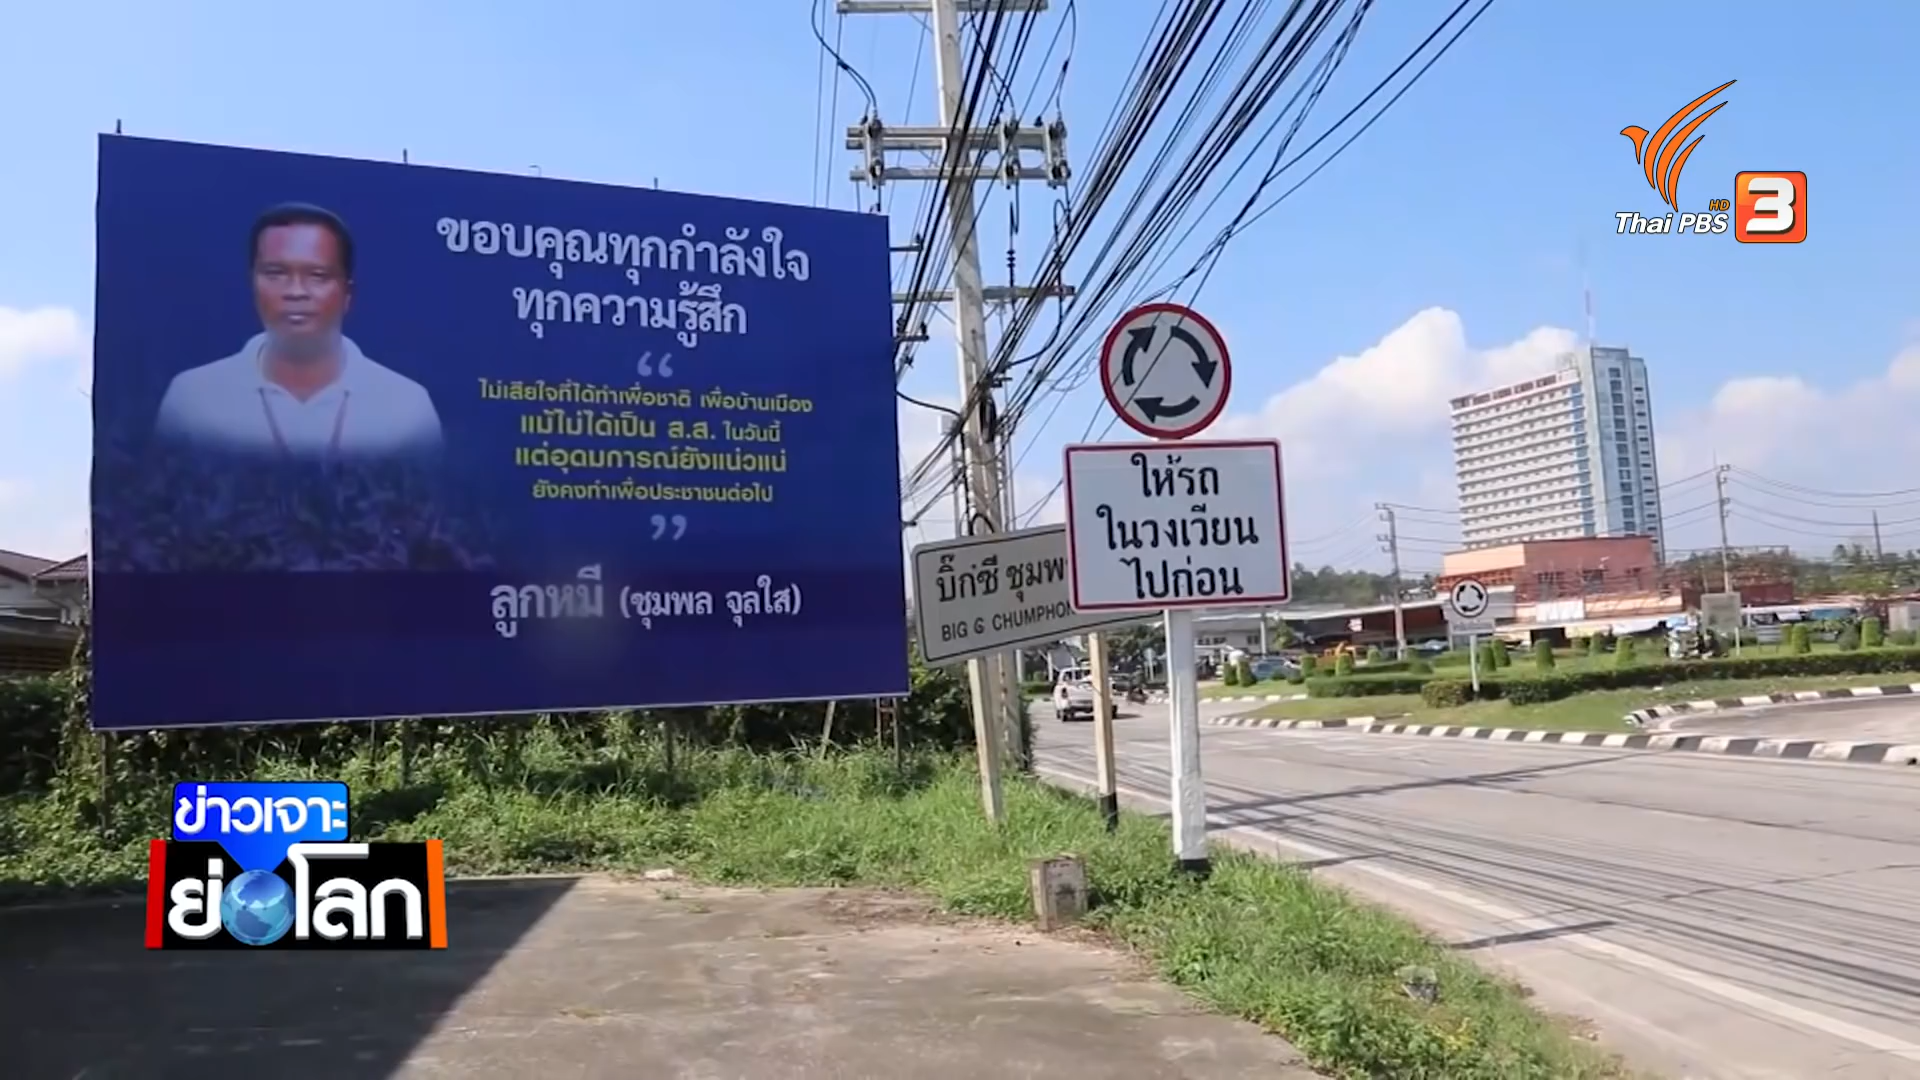 ขอบคุณทุกกำลังใจ
ทุกความรู้สึก
“
ไม่เสียใจที่ได้ทำเพื่อชาติ เพื่อบ้านเมือง
แม้ไม่ได้เป็น ส.ส. ในวันนี้
แต่อุดมการณ์ยังแน่วแน่
ยังคงทำเพื่อประชาชนต่อไป
”
ลูกหมี (ชุมพล จุลใส)
บิ๊กซี
BIG C CHUMPHON
ให้รถ
ในวงเวียน
ไปก่อน
Thai PBS HD 3
ข่าวเจาะ
ย่อโลก